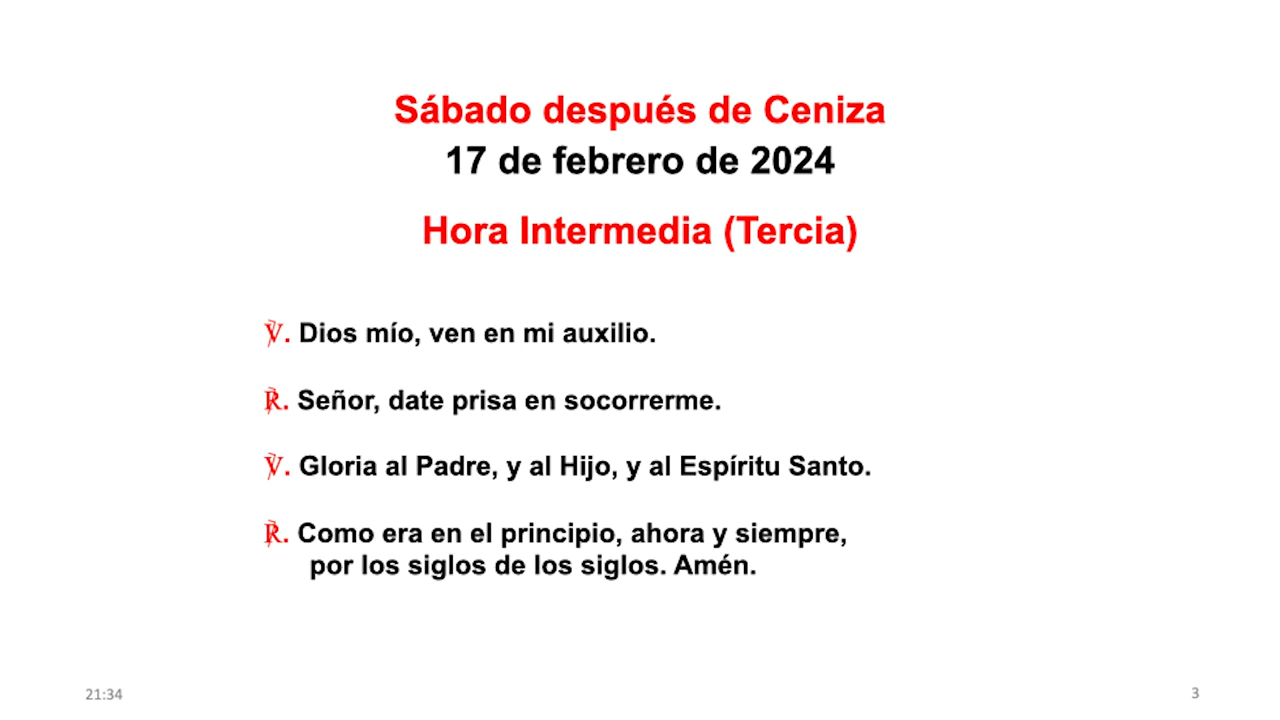 Sábado después de Ceniza
17 de febrero de 2024
Hora Intermedia (Tercia)
℣. Dios mío, ven en mi auxilio.
℟. Señor, date prisa en socorrerme.
℣. Gloria al Padre, y al Hijo, y al Espíritu Santo.
℟. Como era en el principio, ahora y siempre,
por los siglos de los siglos. Amén.
21:34
3